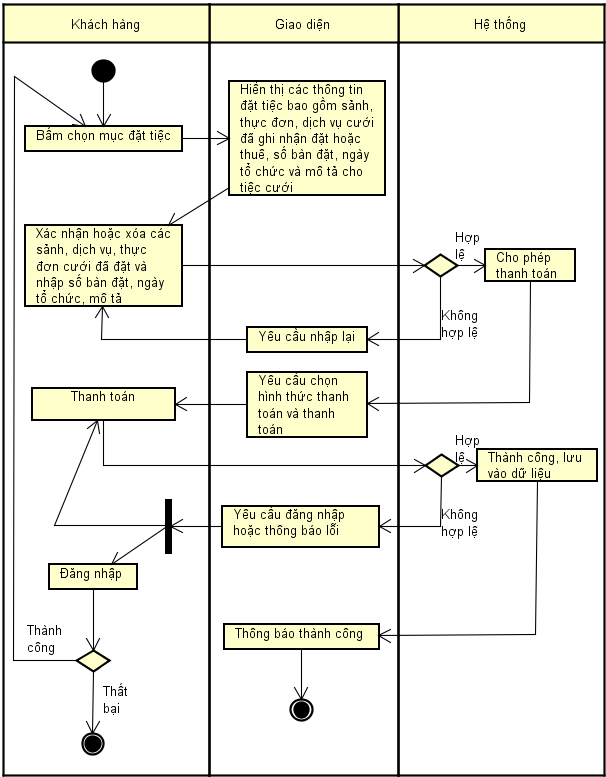 Khách hàng
Giao diện
Hệ thống
Bấm chọn mục đặt tiệc
Hiển thị các thông tin
đặt tiệc bao gồm sảnh,
thực đơn, dịch vụ cưới
đã ghi nhận đặt hoặc
thuê, số bàn đặt, ngày
tổ chức và mô tả cho
tiệc cưới
Xác nhận hoặc xóa các
sảnh, dịch vụ, thực
đơn cưới đã đặt và
nhập số bàn đặt, ngày
tổ chức, mô tả
Hợp
lệ
Cho phép
thanh toán
Không
hợp lệ
Yêu cầu nhập lại
Yêu cầu chọn
hình thức thanh
toán và thanh
toán
Thanh toán
Hợp
lệ
Thành công, lưu
vào dữ liệu
Không
hợp lệ
Yêu cầu đăng nhập
hoặc thông báo lỗi
Đăng nhập
Thành
công
Thông báo thành công
Thất
bại